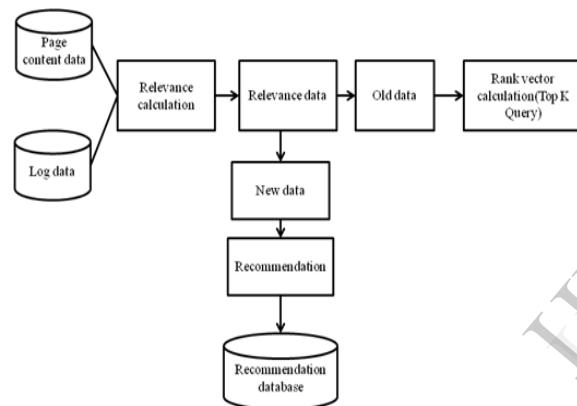 Page
content data
Log data
Relevance
calculation
Relevance data
Old data
Rank vector
calculation(Top K
Query)
New data
Recommendation
Recommendation
database